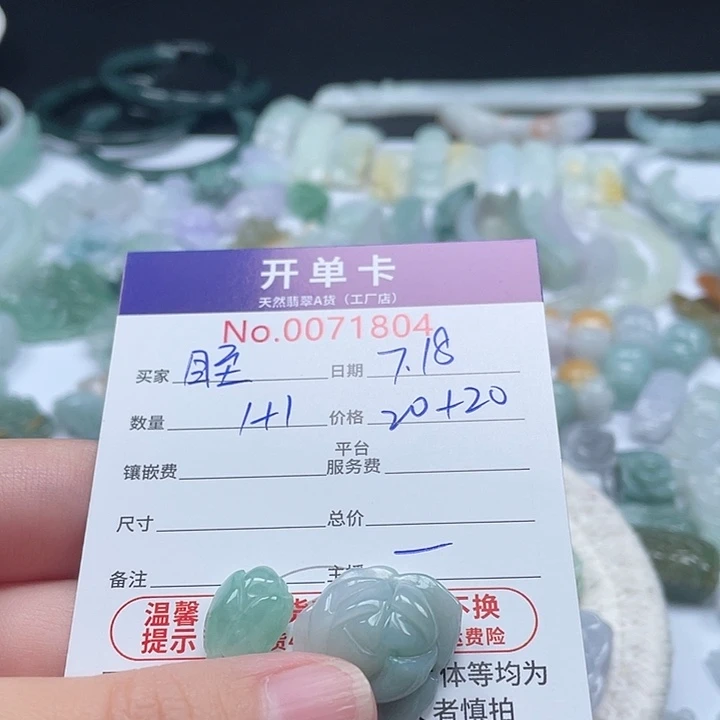 开单卡
天然翡翠A货（工厂店）
No.0071804
买家 日期 7.18
数量 1+1 价格 20+20
镶嵌费 平台服务费
尺寸 总价
备注
温馨提示 不换
运费险
体等均为
者慎拍